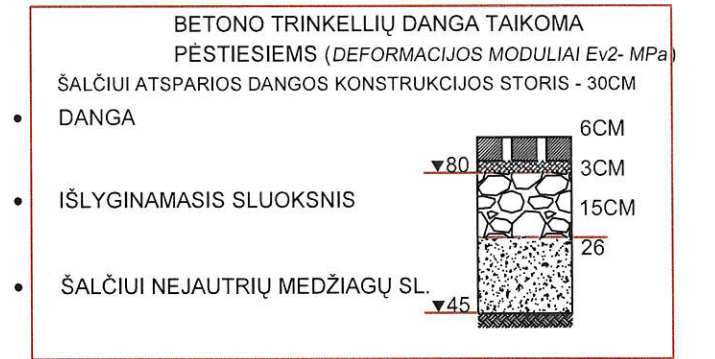 BETONO TRINKELLIŲ DANGA TAIKOMA
PĖSTIESIEMS (DEFORMACIJOS MODULIAI Ev2- MPa)
ŠALČIUI ATSPARIOS DANGOS KONSTRUKCIJOS STORIS - 30CM
• DANGA
6CM
▼80 3CM
• IŠLYGINAMASIS SLUOKSNIS
15CM
26
• ŠALČIUI NEJAUTRIŲ MEDŽIAGŲ SL.
▼45